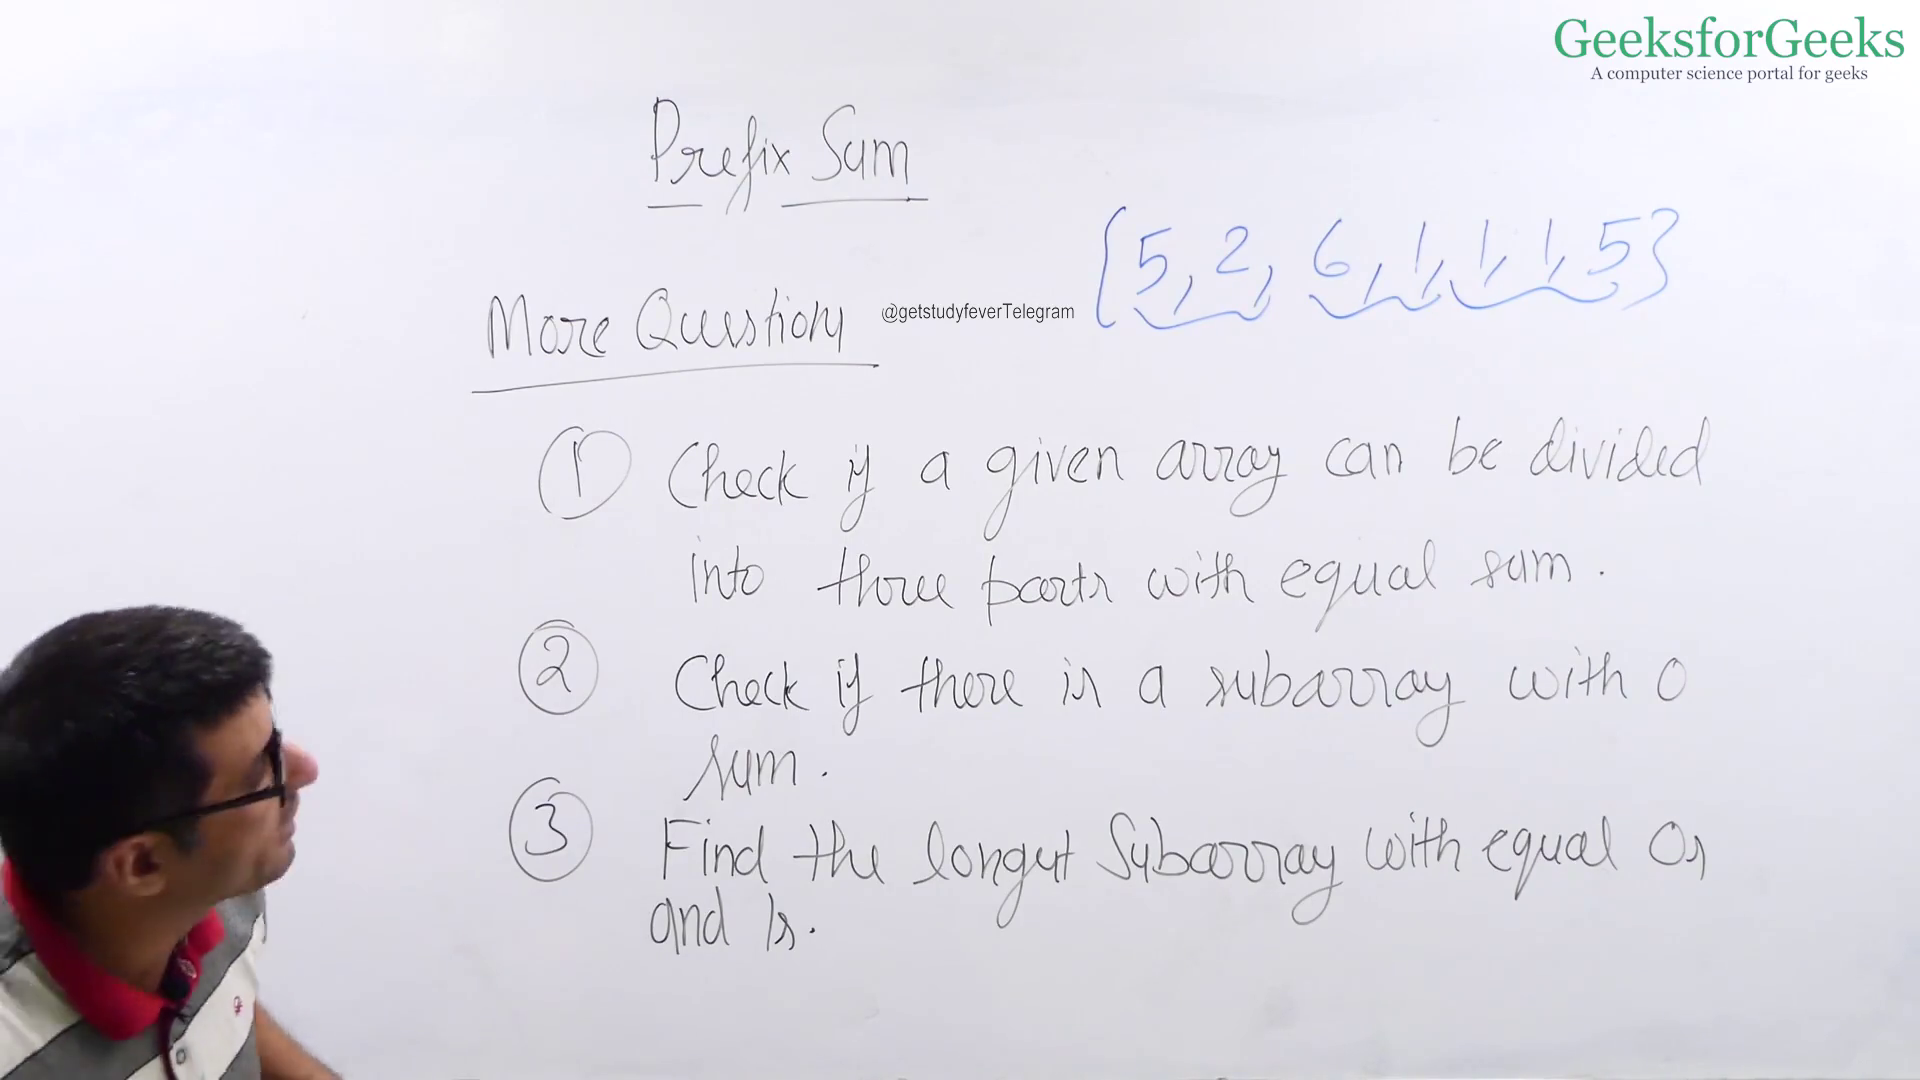 GeeksforGeeks
A computer science portal for geeks
Prefix Sum
{5, 2, 6, 1, 1, 1, 5}
More Questions
@getstudyfeverTelegram
① Check if a given array can be divided
into three parts with equal sum.
② Check if there is a subarray with 0
sum.
③ Find the longest Subarray with equal 0s
and 1s.